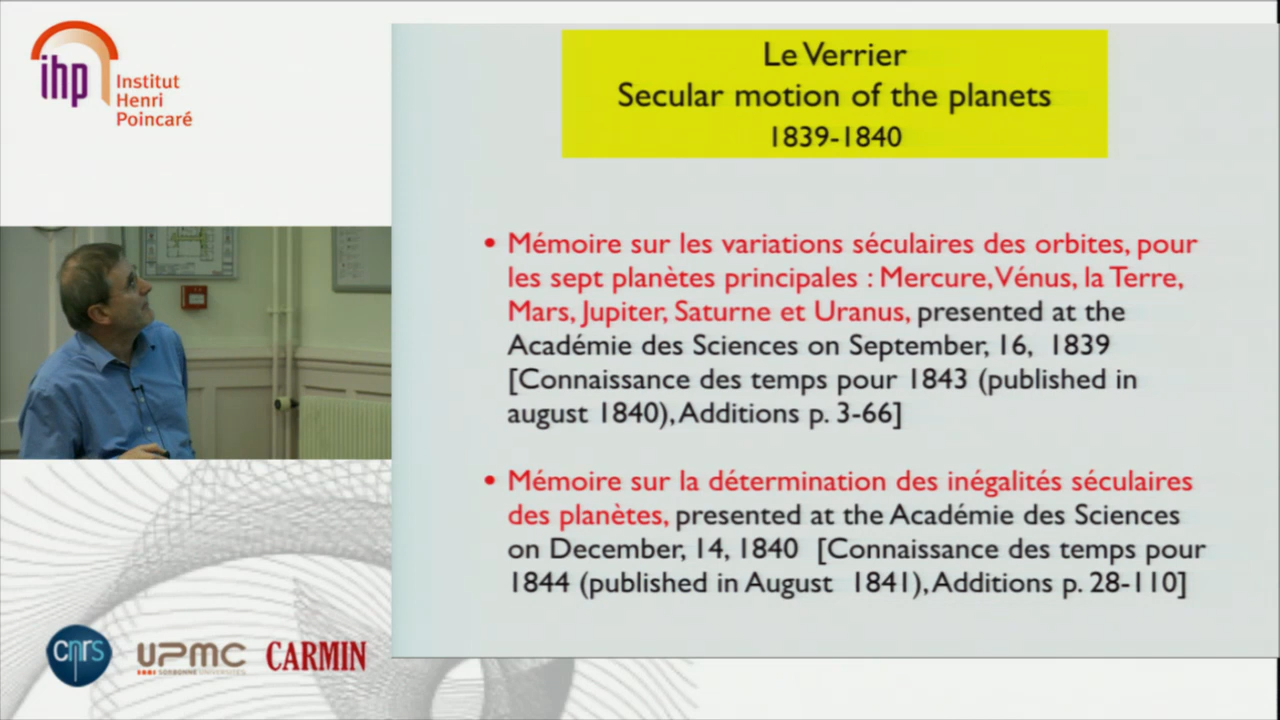 ihp
Institut
Henri
Poincaré
Le Verrier
Secular motion of the planets
1839-1840
• Mémoire sur les variations séculaires des orbites, pour
les sept planètes principales : Mercure, Vénus, la Terre,
Mars, Jupiter, Saturne et Uranus, presented at the
Académie des Sciences on September, 16, 1839
[Connaissance des temps pour 1843 (published in
august 1840), Additions p. 3-66]
• Mémoire sur la détermination des inégalités séculaires
des planètes, presented at the Académie des Sciences
on December, 14, 1840 [Connaissance des temps pour
1844 (published in August 1841), Additions p. 28-110]
cnrs
UPMC
SORBONNE UNIVERSITÉS
CARMIN